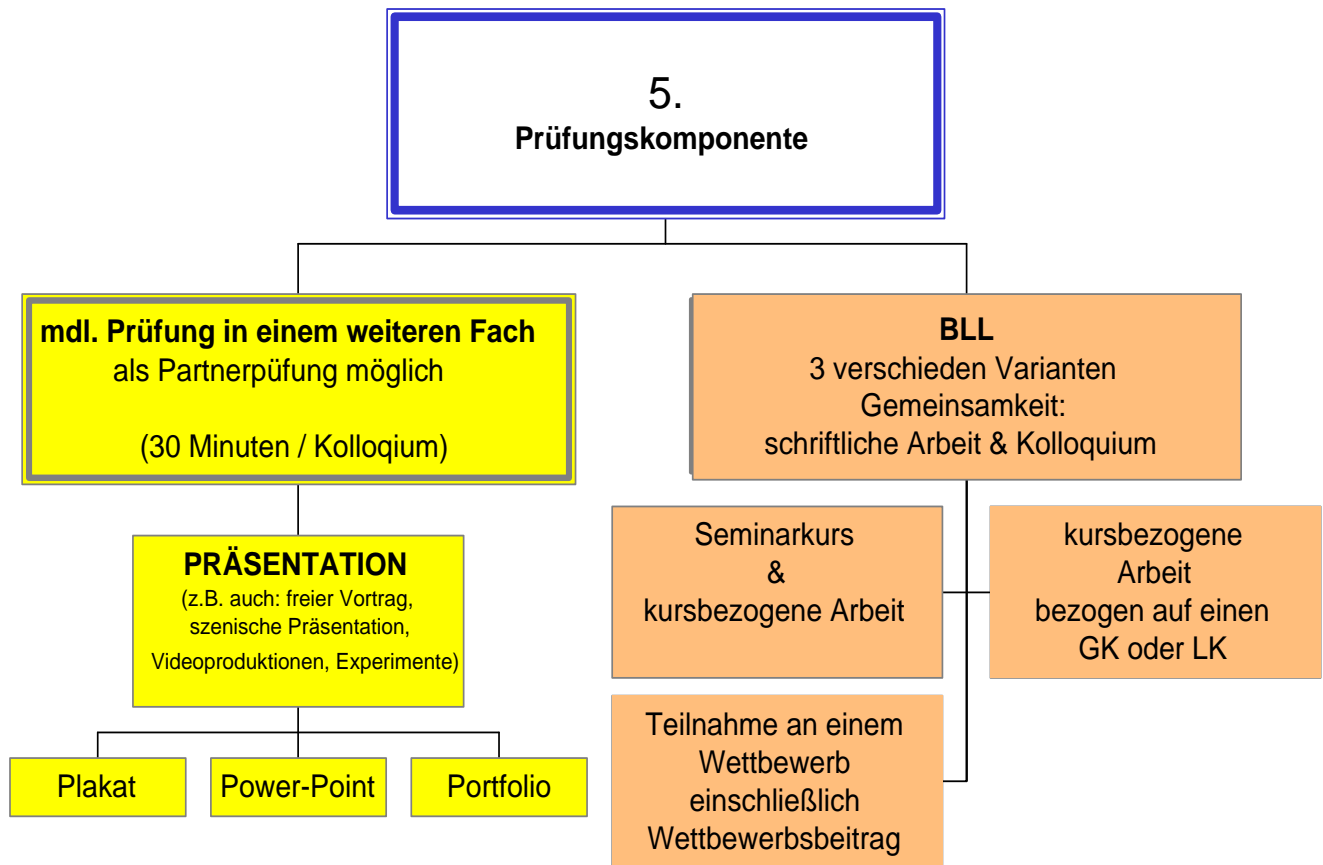 5.
Prüfungskomponente
mdl. Prüfung in einem weiteren Fach
als Partnerpüfung möglich
(30 Minuten / Kolloqium)
PRÄSENTATION
(z.B. auch: freier Vortrag,
szenische Präsentation,
Videoproduktionen, Experimente)
Plakat
Power-Point
Portfolio
BLL
3 verschieden Varianten
Gemeinsamkeit:
schriftliche Arbeit & Kolloquium
Seminarkurs
&
kursbezogene Arbeit
kursbezogene
Arbeit
bezogen auf einen
GK oder LK
Teilnahme an einem
Wettbewerb
einschließlich
Wettbewerbsbeitrag